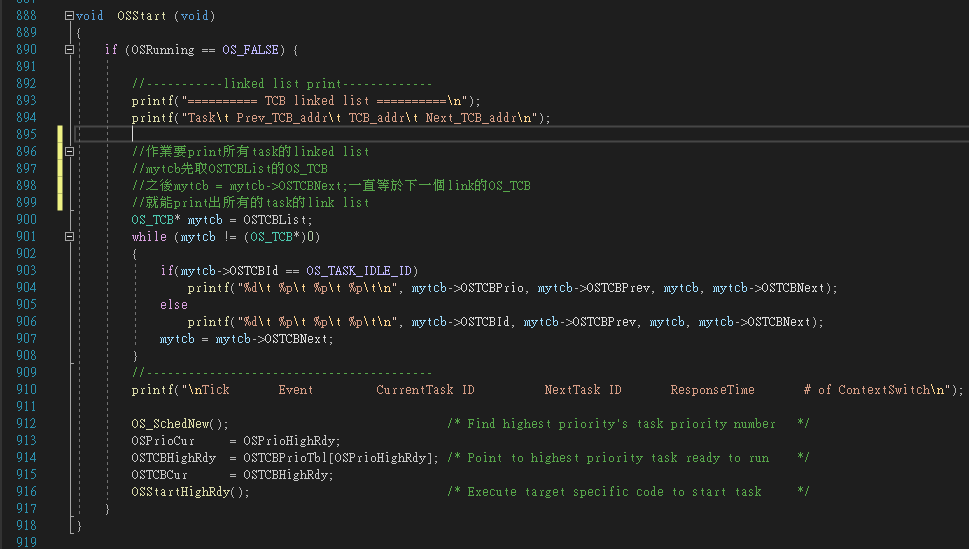 888 void OSStart (void)
889 {
890 if (OSRunning == OS_FALSE) {
891
892 //-----------linked list print-------------
893 printf("========== TCB linked list ==========\n");
894 printf("Task\t Prev_TCB_addr\t TCB_addr\t Next_TCB_addr\n");
895
896 //作業要print所有task的linked list
897 //mytcb先取OSTCBList的OS_TCB
898 //之後mytcb = mytcb->OSTCBNext;一直等於下一個link的OS_TCB
899 //就能print出所有的task的link list
900 OS_TCB* mytcb = OSTCBList;
901 while (mytcb != (OS_TCB*)0)
902 {
903 if(mytcb->OSTCBId == OS_TASK_IDLE_ID)
904 printf("%d\t %p\t %p\t %p\t\n", mytcb->OSTCBPrio, mytcb->OSTCBPrev, mytcb, mytcb->OSTCBNext);
905 else
906 printf("%d\t %p\t %p\t %p\t\n", mytcb->OSTCBId, mytcb->OSTCBPrev, mytcb, mytcb->OSTCBNext);
907 mytcb = mytcb->OSTCBNext;
908 }
909 //-----------------------------------------
910 printf("\nTick Event CurrentTask ID NextTask ID ResponseTime # of ContextSwitch\n");
911
912 OS_SchedNew(); /* Find highest priority's task priority number */
913 OSPrioCur = OSPrioHighRdy;
914 OSTCBHighRdy = OSTCBPrioTbl[OSPrioHighRdy]; /* Point to highest priority task ready to run */
915 OSTCBCur = OSTCBHighRdy;
916 OSStartHighRdy(); /* Execute target specific code to start task */
917 }
918 }
919